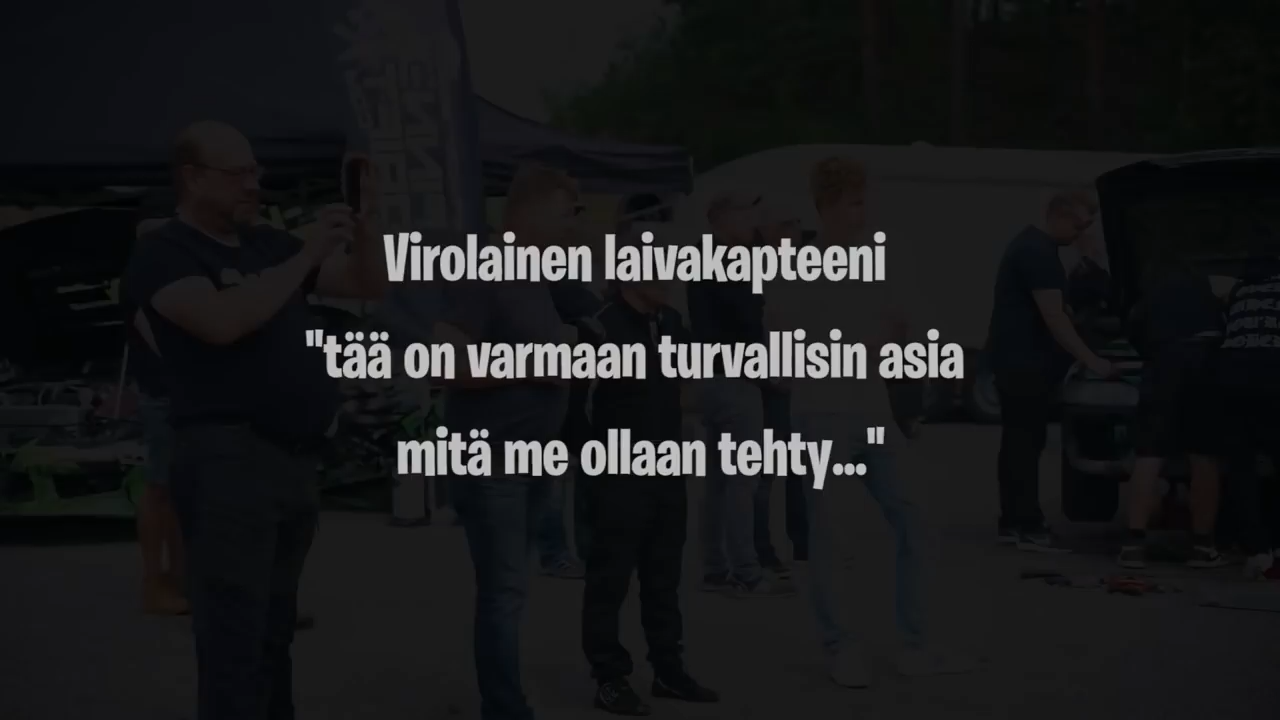 Virolainen laivakapteeni
"tää on varmaan turvallisin asia
mitä me ollaan tehty..."